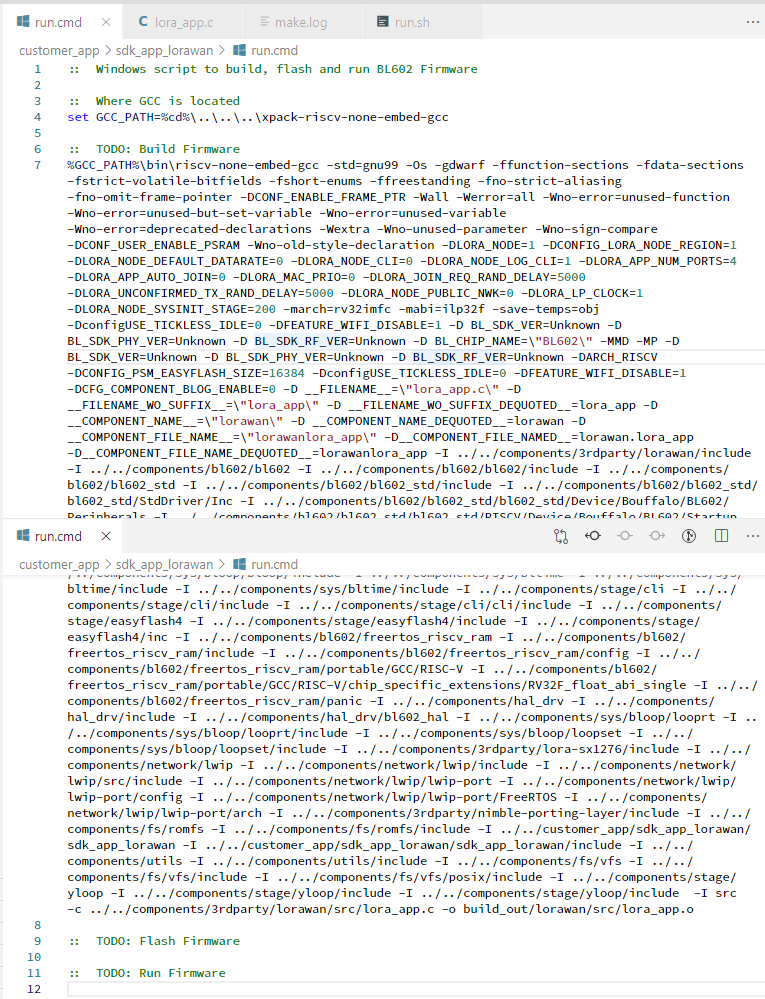 run.cmd × lora_app.c make.log run.sh ...
customer_app > sdk_app_lorawan > run.cmd
1 :: Windows script to build, flash and run BL602 Firmware
2
3 :: Where GCC is located
4 set GCC_PATH=%cd%\..\..\..\xpack-riscv-none-embed-gcc
5
6 :: TODO: Build Firmware
7 %GCC_PATH%\bin\riscv-none-embed-gcc -std=gnu99 -Os -gdwarf -ffunction-sections -fdata-sections
-fstrict-volatile-bitfields -fshort-enums -ffreestanding -fno-strict-aliasing
-fno-omit-frame-pointer -DCONF_ENABLE_FRAME_PTR -Wall -Werror=all -Wno-error=unused-function
-Wno-error=unused-but-set-variable -Wno-error=unused-variable
-Wno-error=deprecated-declarations -Wextra -Wno-unused-parameter -Wno-sign-compare
-DCONF_USER_ENABLE_PSRAM -Wno-old-style-declaration -DLORA_NODE=1 -DCONFIG_LORA_NODE_REGION=1
-DLORA_NODE_DEFAULT_DATARATE=0 -DLORA_NODE_CLI=0 -DLORA_NODE_LOG_CLI=1 -DLORA_APP_NUM_PORTS=4
-DLORA_APP_AUTO_JOIN=0 -DLORA_MAC_PRIO=0 -DLORA_JOIN_REQ_RAND_DELAY=5000
-DLORA_UNCONFIRMED_TX_RAND_DELAY=5000 -DLORA_NODE_PUBLIC_NWK=0 -DLORA_LP_CLOCK=1
-DLORA_NODE_SYSINIT_STAGE=200 -march=rv32imfc -mabi=ilp32f -save-temps=obj
-DconfigUSE_TICKLESS_IDLE=0 -DFEATURE_WIFI_DISABLE=1 -D BL_SDK_VER=Unknown -D
BL_SDK_PHY_VER=Unknown -D BL_SDK_RF_VER=Unknown -D BL_CHIP_NAME=\"BL602\" -MMD -MP -D
BL_SDK_VER=Unknown -D BL_SDK_PHY_VER=Unknown -D BL_SDK_RF_VER=Unknown -DARCH_RISCV
-DCONFIG_PSM_EASYFLASH_SIZE=16384 -DconfigUSE_TICKLESS_IDLE=0 -DFEATURE_WIFI_DISABLE=1
-DCFG_COMPONENT_BLOG_ENABLE=0 -D __FILENAME__=\"lora_app.c\" -D
__FILENAME_WO_SUFFIX__=\"lora_app\" -D __FILENAME_WO_SUFFIX_DEQUOTED__=lora_app -D
__COMPONENT_NAME__=\"lorawan\" -D __COMPONENT_NAME_DEQUOTED__=lorawan -D
__COMPONENT_FILE_NAME__=\"lorawanlora_app\" -D__COMPONENT_FILE_NAMED__=lorawan.lora_app
-D__COMPONENT_FILE_NAME_DEQUOTED__=lorawanlora_app -I ../../components/3rdparty/lorawan/include
-I ../../components/bl602/bl602 -I ../../components/bl602/bl602/include -I ../../components/
bl602/bl602_std -I ../../components/bl602/bl602_std/include -I ../../components/bl602/bl602_std/
bl602_std/StdDriver/Inc -I ../../components/bl602/bl602_std/bl602_std/Device/Bouffalo/BL602/
Peripherals -I ../../components/bl602/bl602_std/bl602_std/RISCV/Device/Bouffalo/BL602/Startup
run.cmd × ...
customer_app > sdk_app_lorawan > run.cmd
/../components/sys/bloop/bloop/include -I ../../components/sys/bltime -I ../../components/sys/
bltime/include -I ../../components/sys/bltime/include -I ../../components/stage/cli -I ../../
components/stage/cli/include -I ../../components/stage/cli/cli/include -I ../../components/
stage/easyflash4 -I ../../components/stage/easyflash4/include -I ../../components/stage/
easyflash4/inc -I ../../components/bl602/freertos_riscv_ram -I ../../components/bl602/
freertos_riscv_ram/include -I ../../components/bl602/freertos_riscv_ram/config -I ../../
components/bl602/freertos_riscv_ram/portable/GCC/RISC-V -I ../../components/bl602/
freertos_riscv_ram/portable/GCC/RISC-V/chip_specific_extensions/RV32F_float_abi_single -I ../../
components/bl602/freertos_riscv_ram/panic -I ../../components/hal_drv -I ../../components/
hal_drv/include -I ../../components/hal_drv/bl602_hal -I ../../components/sys/bloop/looprt -I ..
/../components/sys/bloop/looprt/include -I ../../components/sys/bloop/loopset -I ../../
components/sys/bloop/loopset/include -I ../../components/3rdparty/lora-sx1276/include -I ../../
components/network/lwip -I ../../components/network/lwip/include -I ../../components/network/
lwip/src/include -I ../../components/network/lwip/lwip-port -I ../../components/network/lwip/
lwip-port/config -I ../../components/network/lwip/lwip-port/FreeRTOS -I ../../components/
network/lwip/lwip-port/arch -I ../../components/3rdparty/nimble-porting-layer/include -I ../../
components/fs/romfs -I ../../components/fs/romfs/include -I ../../customer_app/sdk_app_lorawan/
sdk_app_lorawan -I ../../customer_app/sdk_app_lorawan/sdk_app_lorawan/include -I ../../
components/utils -I ../../components/utils/include -I ../../components/fs/vfs -I ../../
components/fs/vfs/include -I ../../components/fs/vfs/posix/include -I ../../components/stage/
yloop -I ../../components/stage/yloop/include -I ../../components/stage/yloop/include  -I src
-c ../../components/3rdparty/lorawan/src/lora_app.c -o build_out/lorawan/src/lora_app.o
8
9 :: TODO: Flash Firmware
10
11 :: TODO: Run Firmware
12